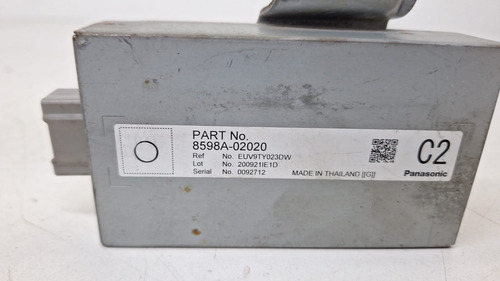 PART No.
8598A-02020
Ref No. EUV9TY023DW
Lot No. 200921IE1D
Serial No. 0092712
MADE IN THAILAND [[G]]
C2
Panasonic